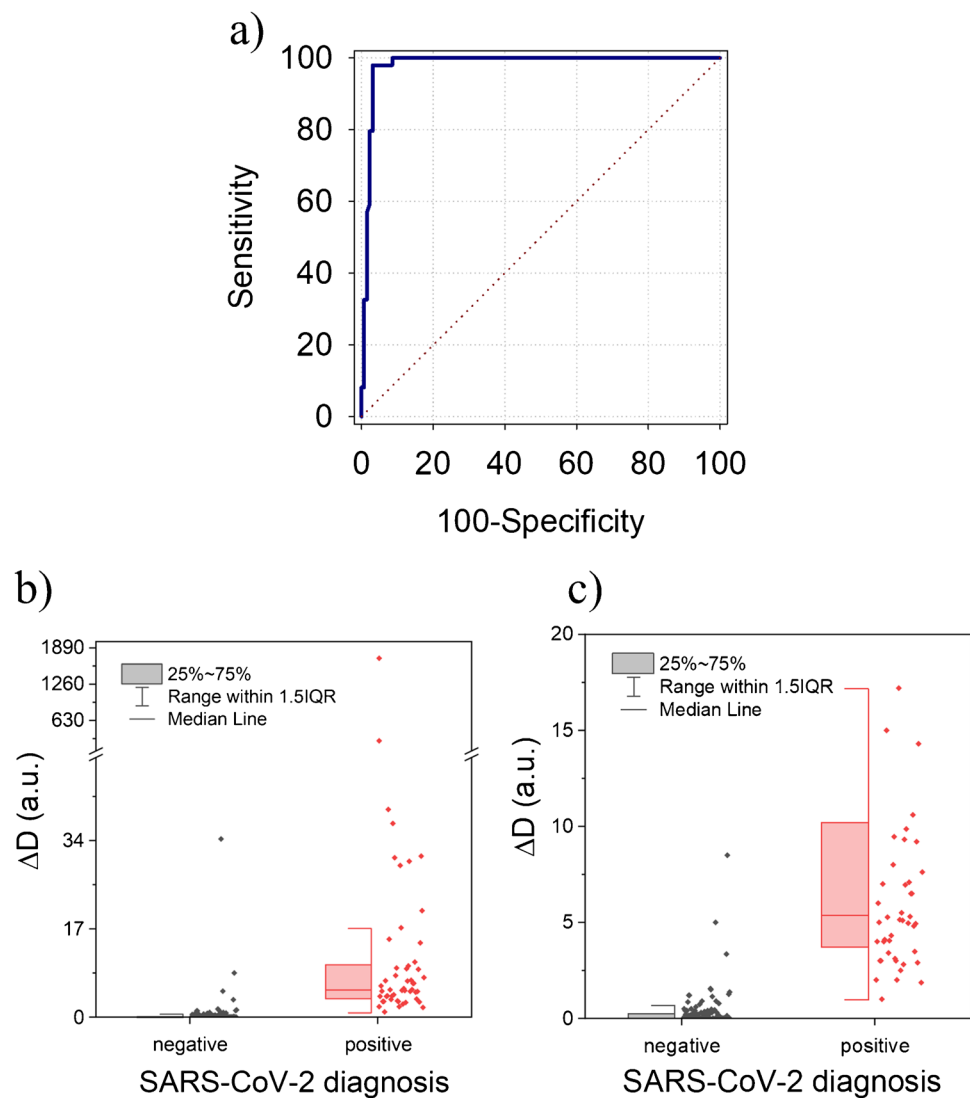 a)
100
80
60
40
20
0
Sensitivity
0 20 40 60 80 100
100-Specificity
b)
1890
1260
630
34
17
0
ΔD (a.u.)
25%~75%
Range within 1.5IQR
Median Line
negative positive
SARS-CoV-2 diagnosis
c)
20
15
10
5
0
ΔD (a.u.)
25%~75%
Range within 1.5IQR
Median Line
negative positive
SARS-CoV-2 diagnosis